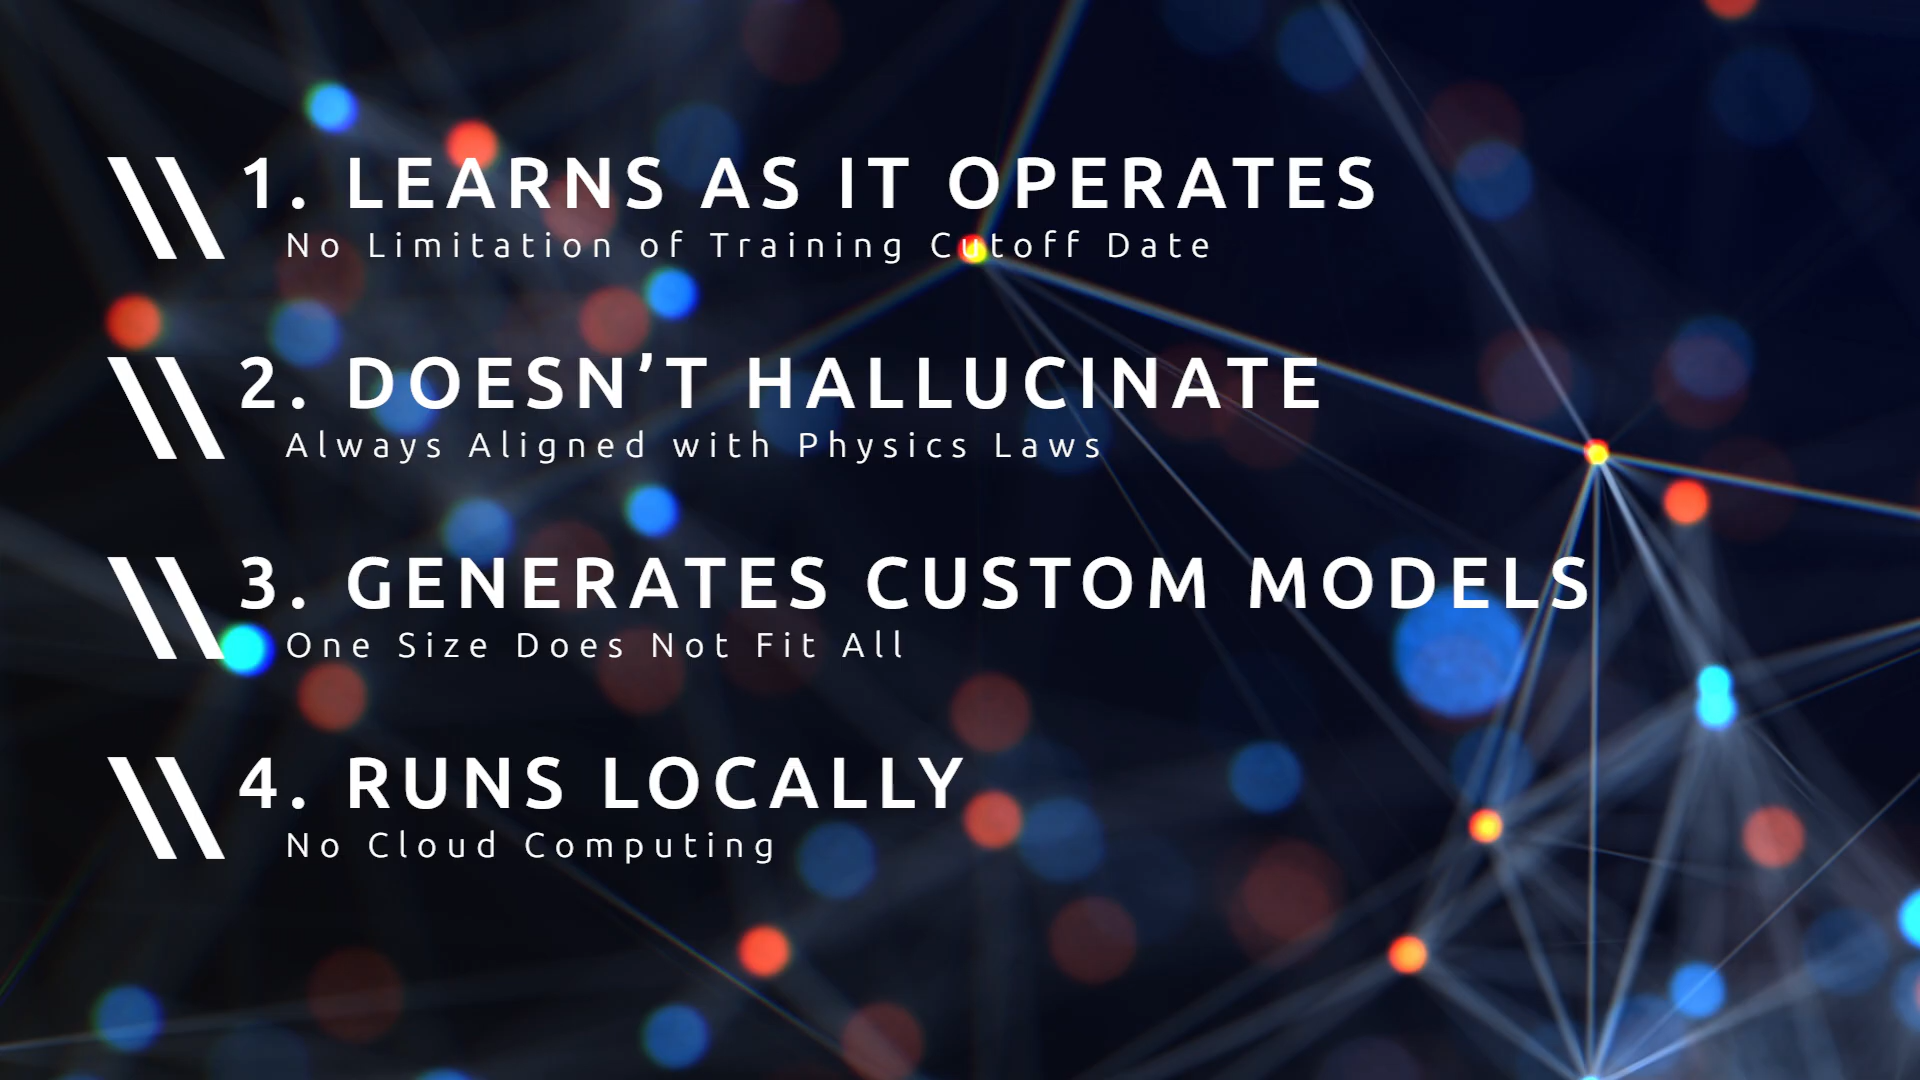 1. LEARNS AS IT OPERATES
No Limitation of Training Cutoff Date
2. DOESN’T HALLUCINATE
Always Aligned with Physics Laws
3. GENERATES CUSTOM MODELS
One Size Does Not Fit All
4. RUNS LOCALLY
No Cloud Computing